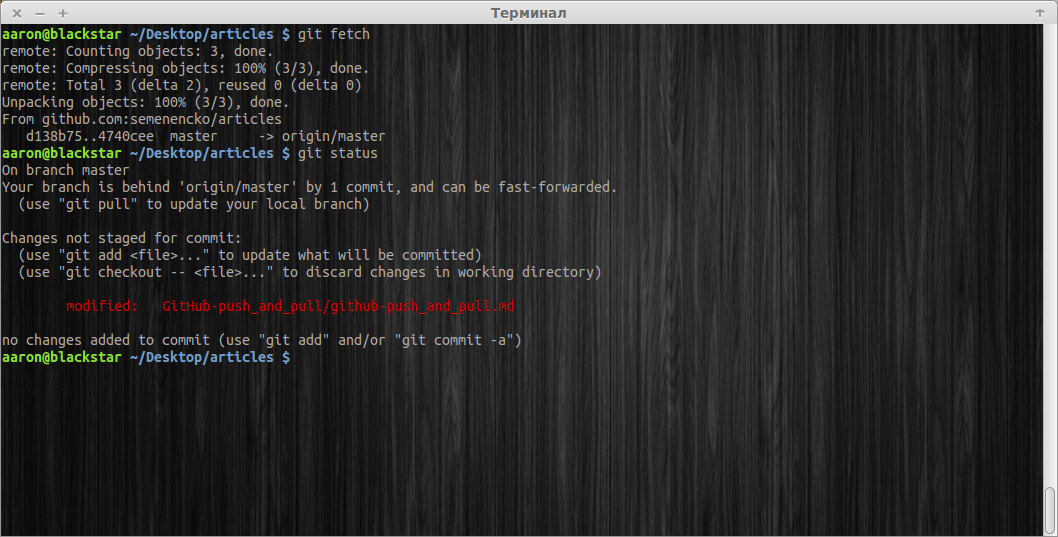 Терминал
aaron@blackstar ~/Desktop/articles $ git fetch
remote: Counting objects: 3, done.
remote: Compressing objects: 100% (3/3), done.
remote: Total 3 (delta 2), reused 0 (delta 0)
Unpacking objects: 100% (3/3), done.
From github.com:semenencko/articles
   d138b75..4740cee  master     -> origin/master
aaron@blackstar ~/Desktop/articles $ git status
On branch master
Your branch is behind 'origin/master' by 1 commit, and can be fast-forwarded.
  (use "git pull" to update your local branch)

Changes not staged for commit:
  (use "git add <file>..." to update what will be committed)
  (use "git checkout -- <file>..." to discard changes in working directory)

        modified:   GitHub-push_and_pull/github-push_and_pull.md

no changes added to commit (use "git add" and/or "git commit -a")
aaron@blackstar ~/Desktop/articles $